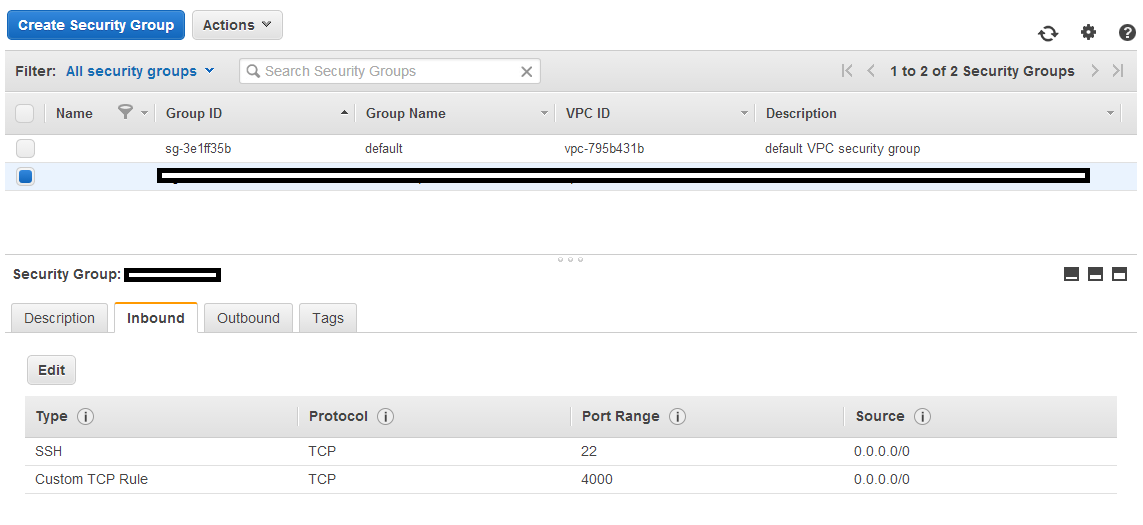 Create Security Group Actions
Filter: All security groups Search Security Groups 1 to 2 of 2 Security Groups
Name Group ID Group Name VPC ID Description
sg-3e1ff35b default vpc-795b431b default VPC security group
Security Group:
Description Inbound Outbound Tags
Edit
Type Protocol Port Range Source
SSH TCP 22 0.0.0.0/0
Custom TCP Rule TCP 4000 0.0.0.0/0